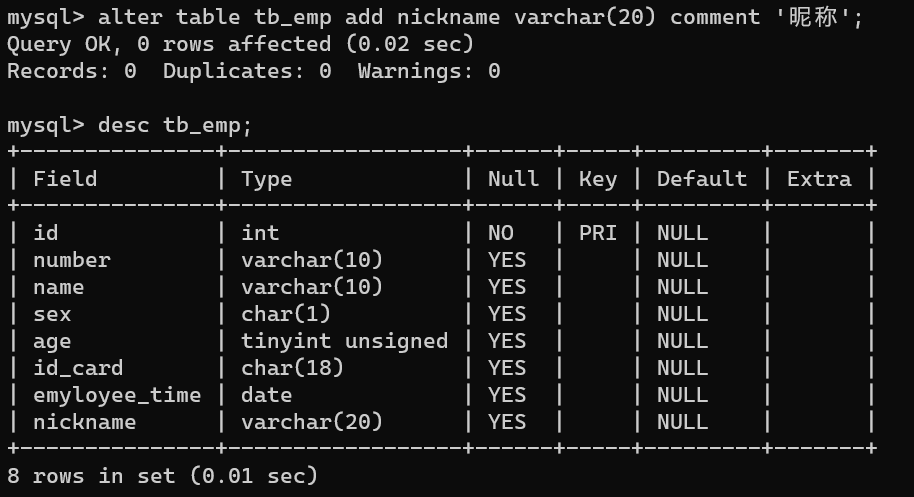 mysql> alter table tb_emp add nickname varchar(20) comment '昵称';
Query OK, 0 rows affected (0.02 sec)
Records: 0  Duplicates: 0  Warnings: 0

mysql> desc tb_emp;
+---------------+------------------+------+-----+---------+-------+
| Field         | Type             | Null | Key | Default | Extra |
+---------------+------------------+------+-----+---------+-------+
| id            | int              | NO   | PRI | NULL    |       |
| number        | varchar(10)      | YES  |     | NULL    |       |
| name          | varchar(10)      | YES  |     | NULL    |       |
| sex           | char(1)          | YES  |     | NULL    |       |
| age           | tinyint unsigned | YES  |     | NULL    |       |
| id_card       | char(18)         | YES  |     | NULL    |       |
| emyloyee_time | date             | YES  |     | NULL    |       |
| nickname      | varchar(20)      | YES  |     | NULL    |       |
+---------------+------------------+------+-----+---------+-------+
8 rows in set (0.01 sec)